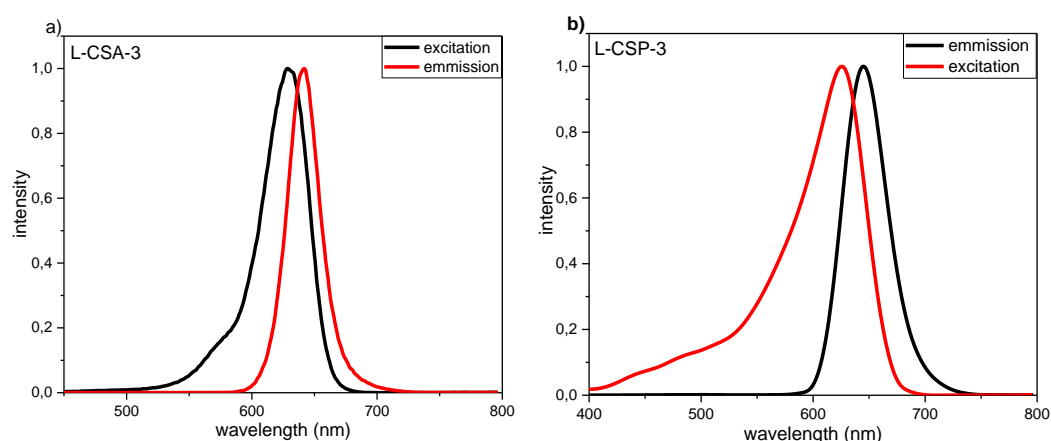 a)
L-CSA-3
excitation
emmission
1,0
0,8
0,6
0,4
0,2
0,0
intensity
500
600
700
800
wavelength (nm)
b)
L-CSP-3
emmission
excitation
1,0
0,8
0,6
0,4
0,2
0,0
intensity
400
500
600
700
800
wavelength (nm)